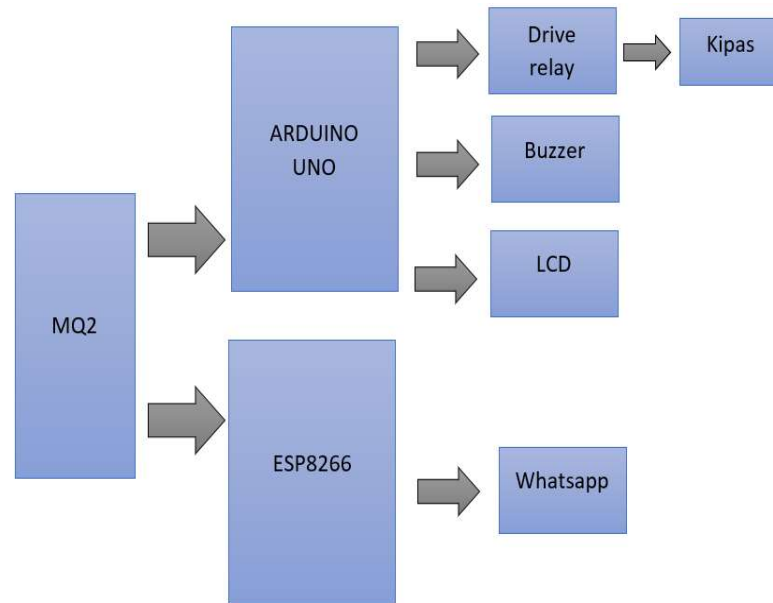 MQ2
ARDUINO
UNO
Drive
relay
Kipas
Buzzer
LCD
ESP8266
Whatsapp